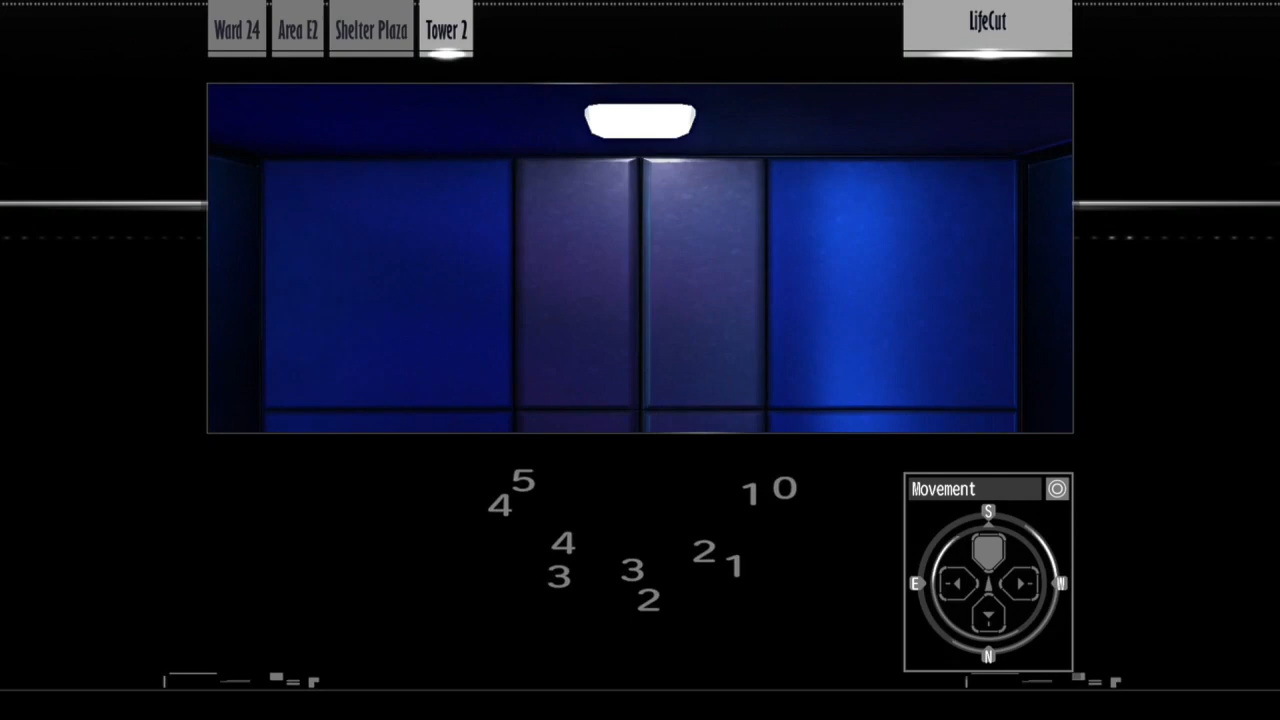 Ward 24
Area E2
Shelter Plaza
Tower 2
LifeCut
5
4
1 0
4
3
3
2
2
1
Movement
S
E
W
N